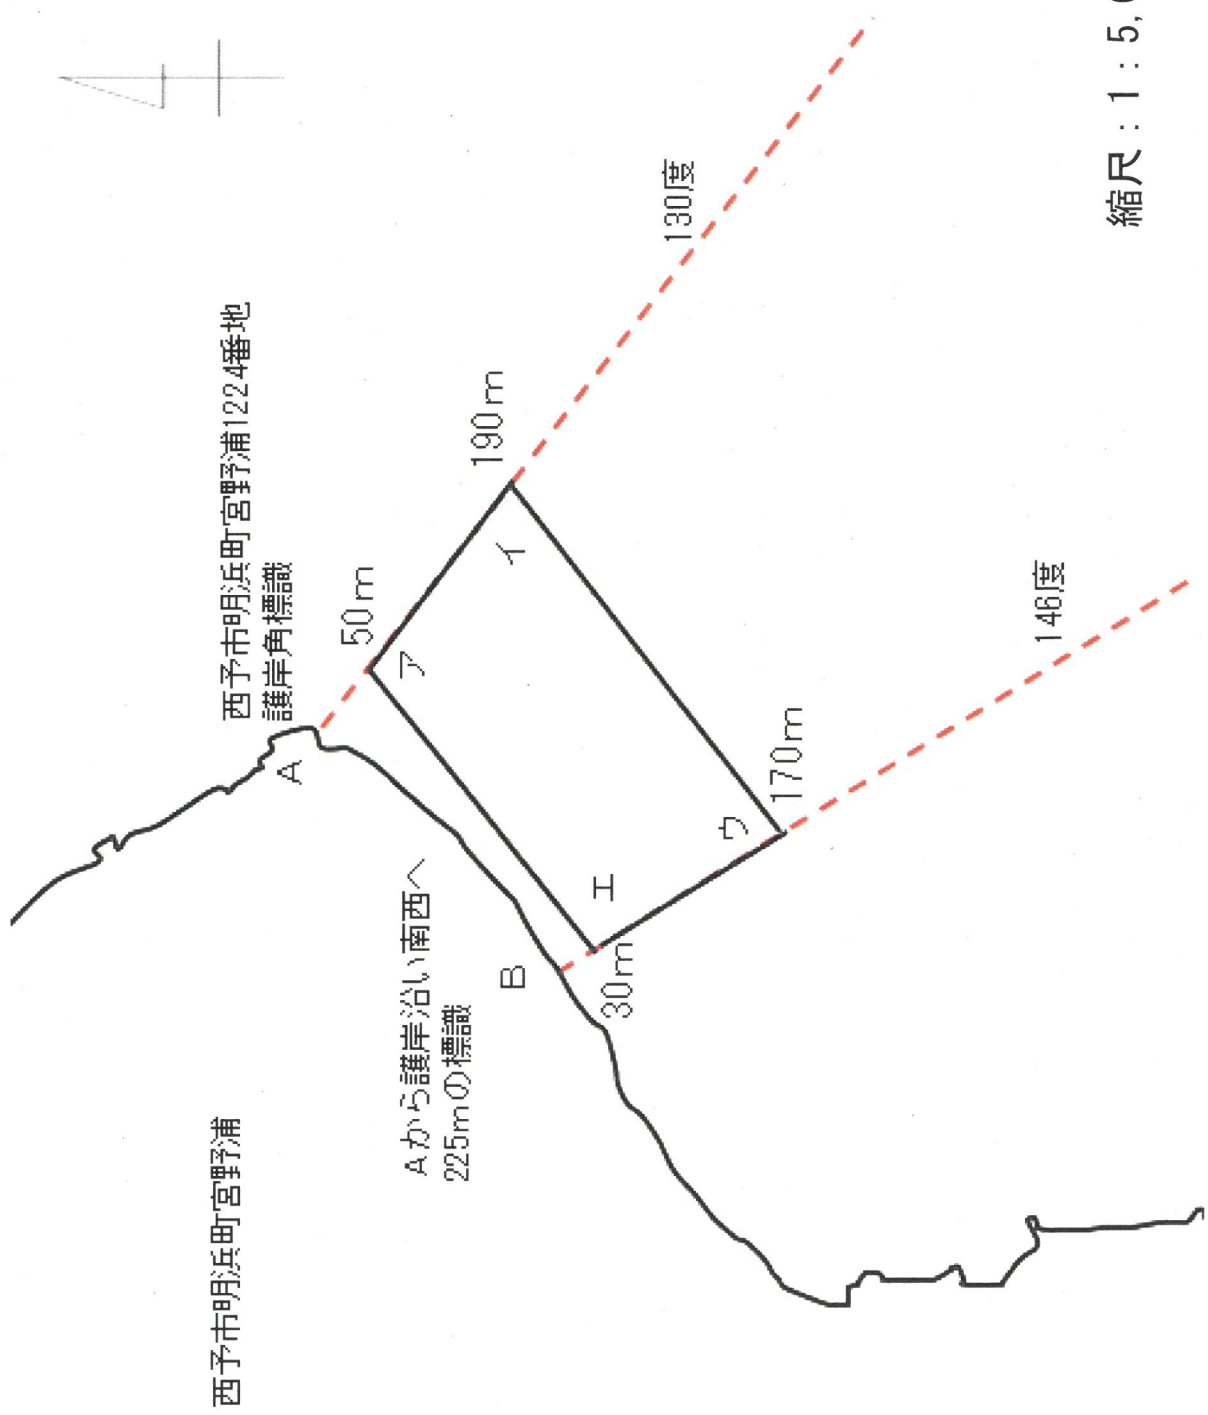 西予市明浜町宮野浦1224番地
護岸角標識
A
50m
ア
190m
イ
130度
西予市明浜町宮野浦
Aから護岸沿い南西へ
225mの標識
B
30m
エ
ウ
170m
146度
縮尺：1：5,